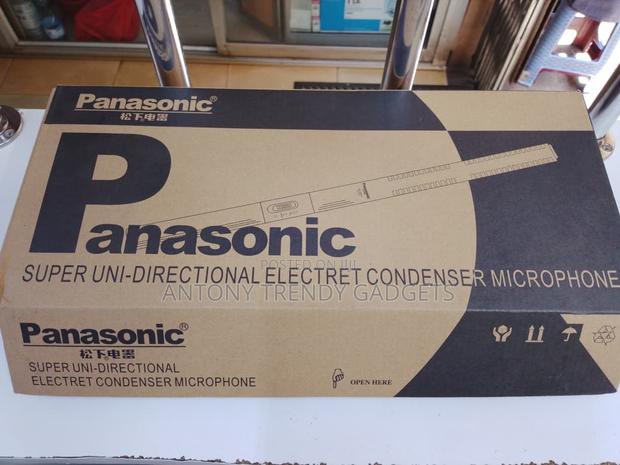 Panasonic®
松下电器
Panasonic
POSTED ON JIJI
SUPER UNI-DIRECTIONAL ELECTRET CONDENSER MICROPHONE
ANTONY TRENDY GADGETS
Panasonic®
松下电器
SUPER UNI-DIRECTIONAL
ELECTRET CONDENSER MICROPHONE
OPEN HERE